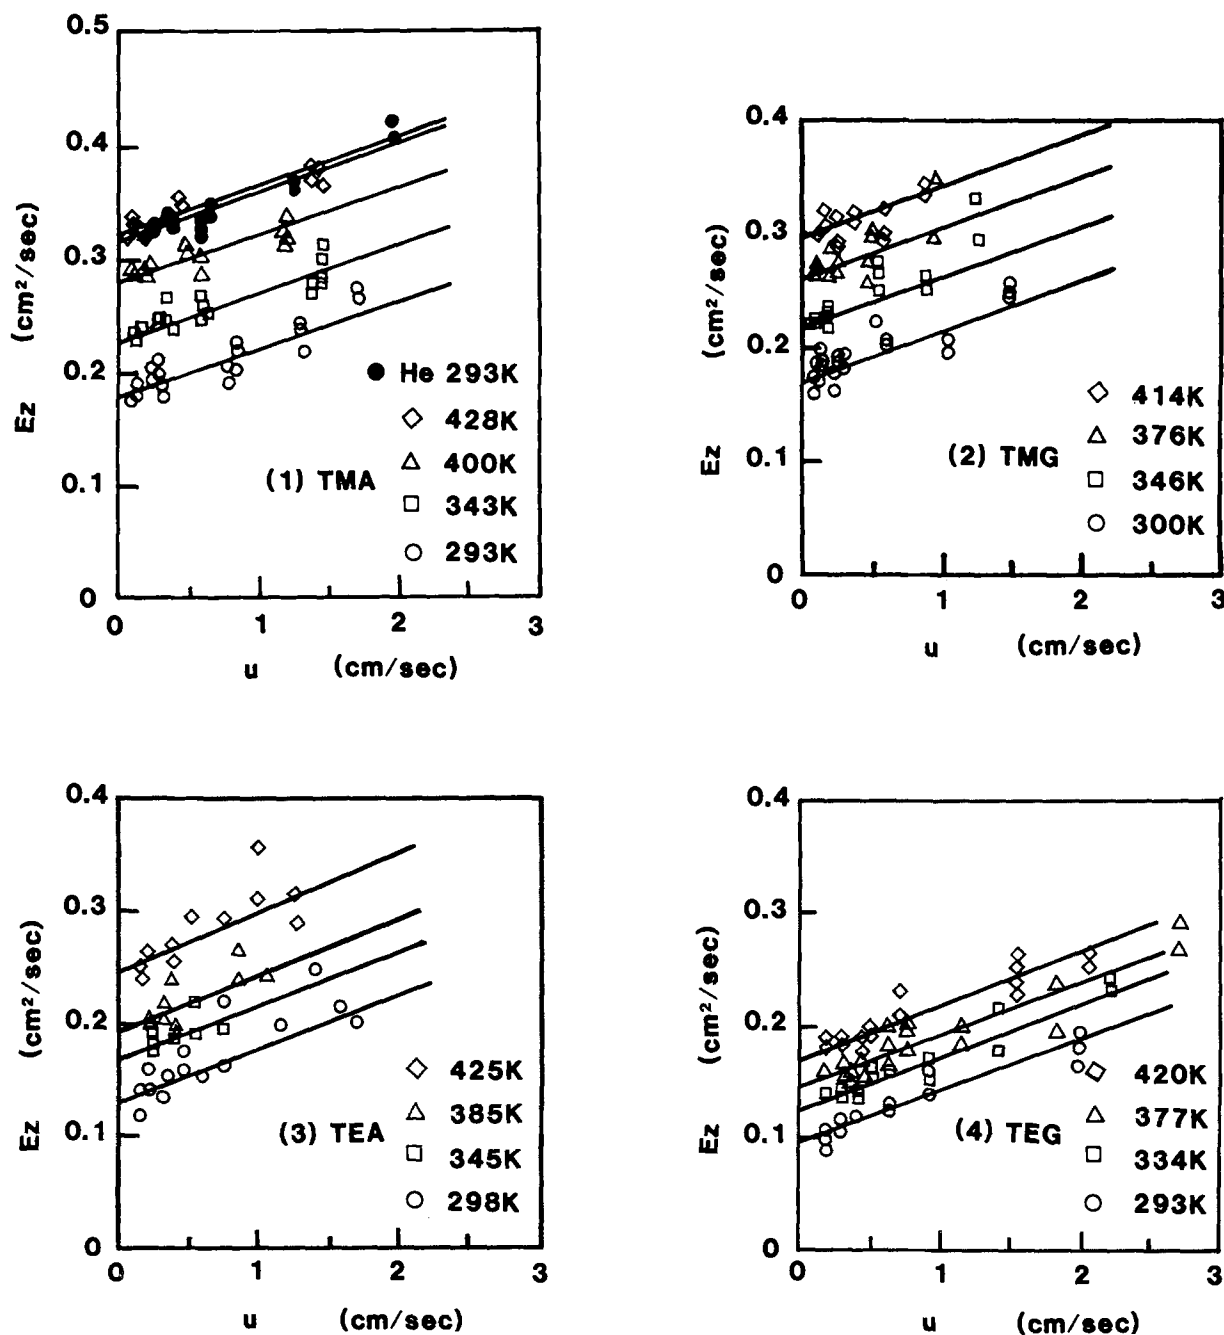 0.5
0.4
0.3
0.2
0.1
0
Ez (cm²/sec)
● He 293K
◇ 428K
△ 400K
□ 343K
○ 293K
(1) TMA
0 1 2 3
u (cm/sec)
0.4
0.3
0.2
0.1
0
Ez (cm²/sec)
◇ 414K
△ 376K
□ 346K
○ 300K
(2) TMG
0 1 2 3
u (cm/sec)
0.4
0.3
0.2
0.1
0
Ez (cm²/sec)
◇ 425K
△ 385K
□ 345K
○ 298K
(3) TEA
0 1 2 3
u (cm/sec)
0.4
0.3
0.2
0.1
0
Ez (cm²/sec)
◇ 420K
△ 377K
□ 334K
○ 293K
(4) TEG
0 1 2 3
u (cm/sec)